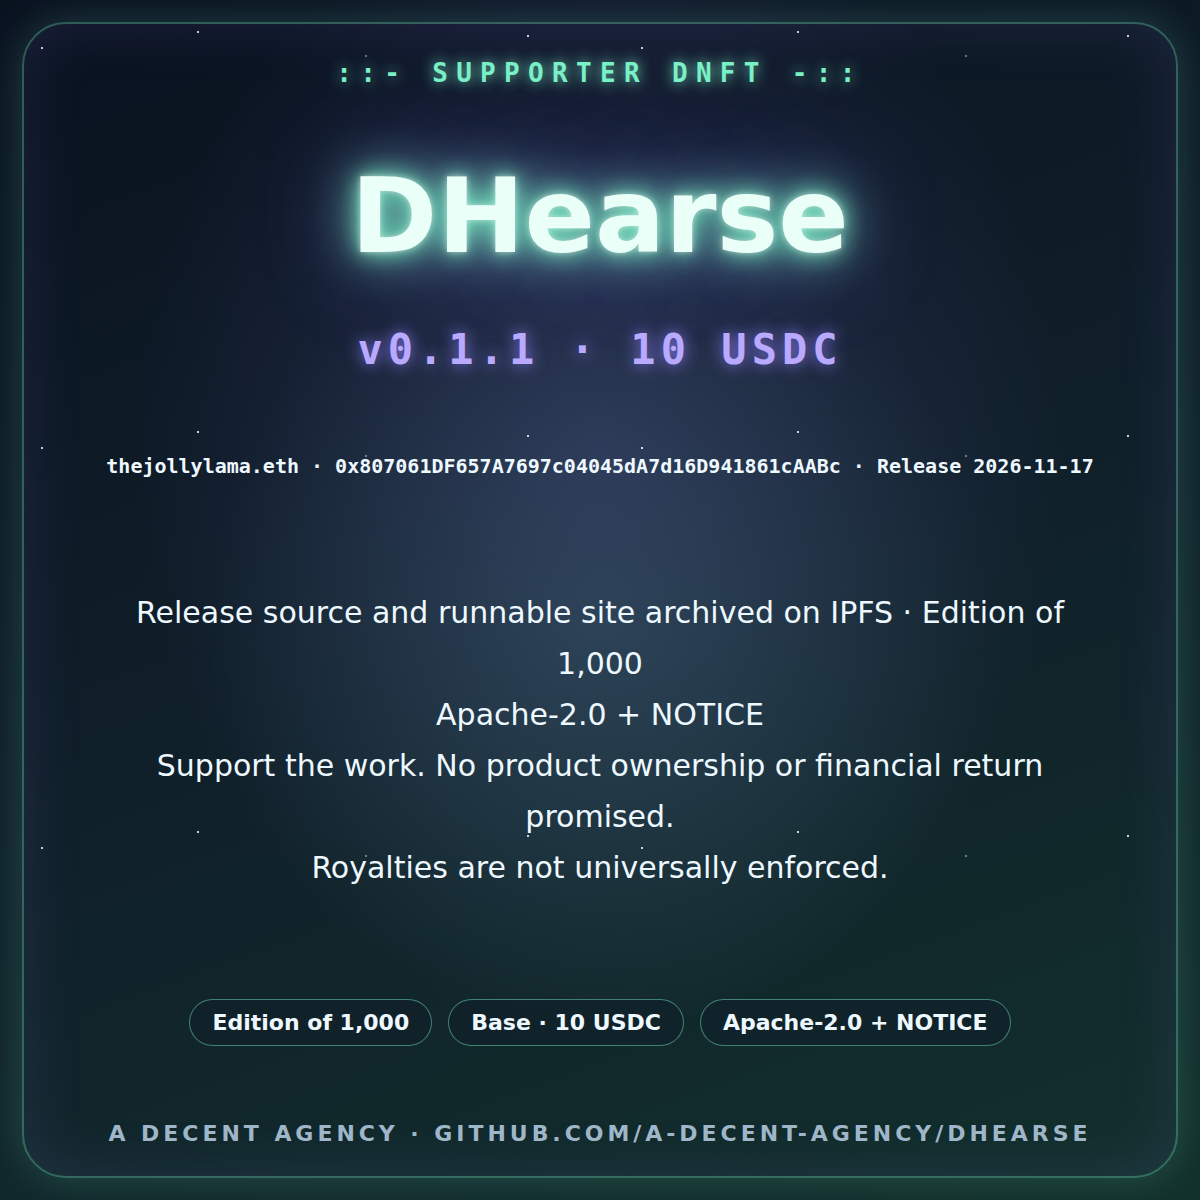 ::- SUPPORTER DNFT -::
DHearse
v0.1.1 · 10 USDC
thejollylama.eth · 0x807061DF657A7697c04045dA7d16D941861cAABc · Release 2026-11-17
Release source and runnable site archived on IPFS · Edition of
1,000
Apache-2.0 + NOTICE
Support the work. No product ownership or financial return
promised.
Royalties are not universally enforced.
Edition of 1,000
Base · 10 USDC
Apache-2.0 + NOTICE
A DECENT AGENCY · GITHUB.COM/A-DECENT-AGENCY/DHEARSE